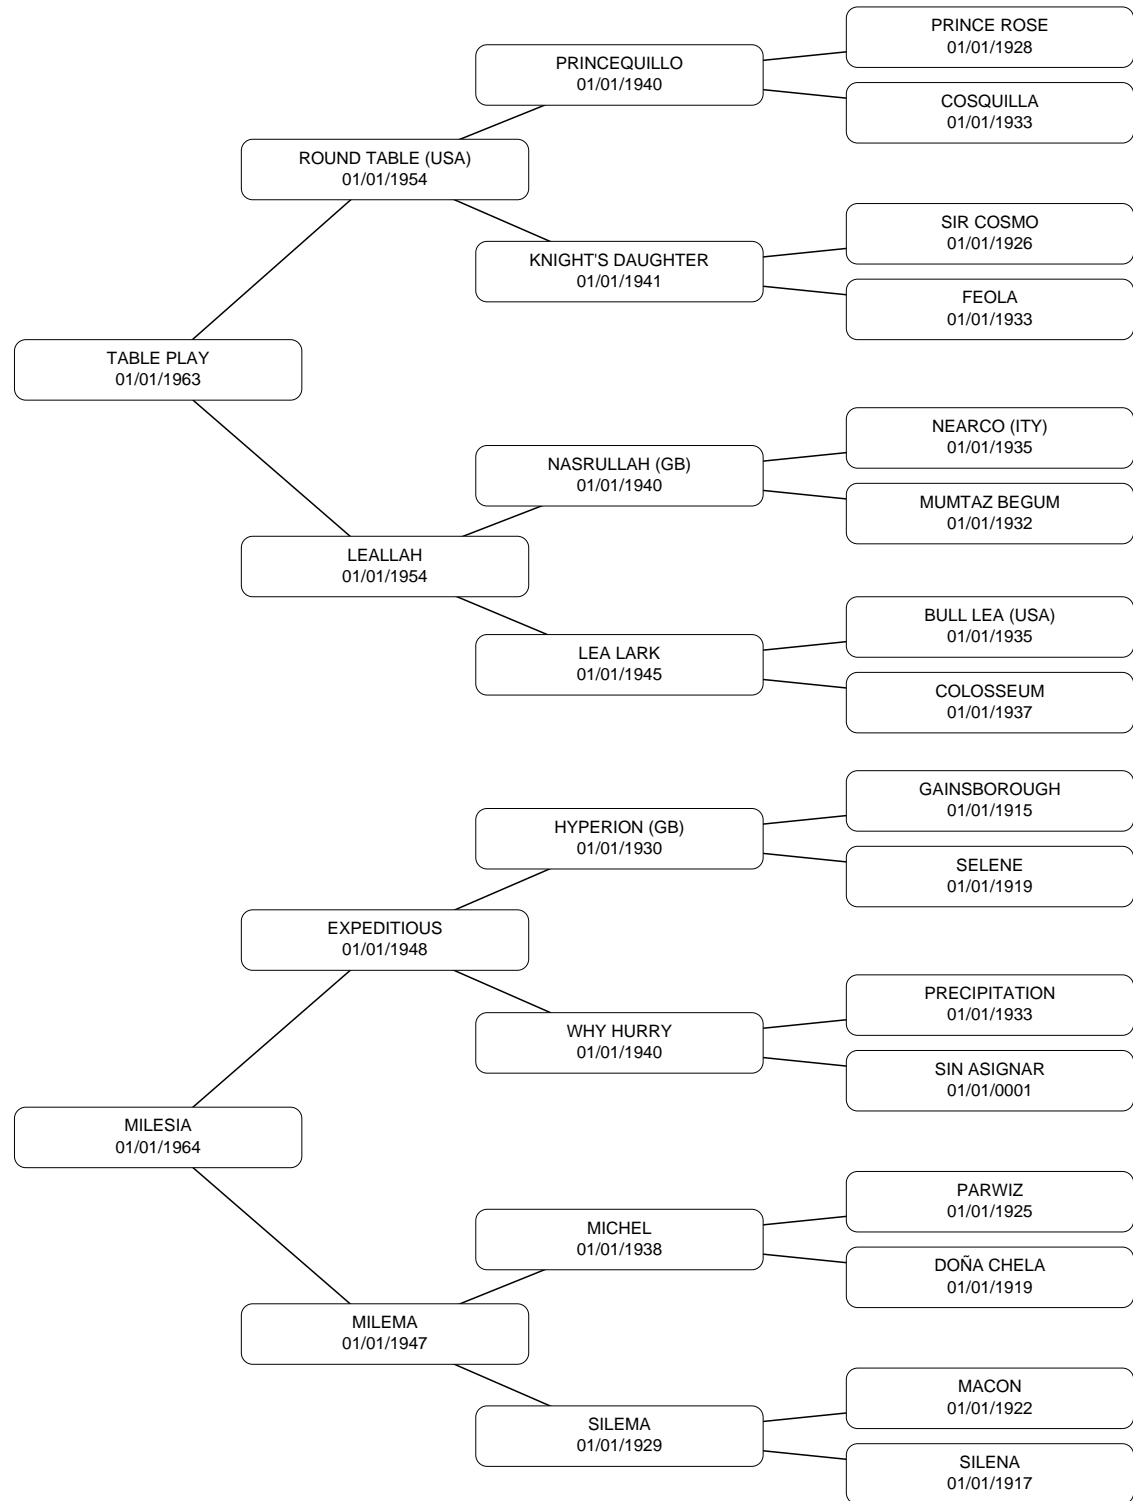 PRINCE ROSE
01/01/1928
PRINCEQUILLO
01/01/1940
COSQUILLA
01/01/1933
ROUND TABLE (USA)
01/01/1954
SIR COSMO
01/01/1926
KNIGHT'S DAUGHTER
01/01/1941
FEOLA
01/01/1933
TABLE PLAY
01/01/1963
NEARCO (ITY)
01/01/1935
NASRULLAH (GB)
01/01/1940
MUMTAZ BEGUM
01/01/1932
LEALLAH
01/01/1954
BULL LEA (USA)
01/01/1935
LEA LARK
01/01/1945
COLOSSEUM
01/01/1937
GAINSBOROUGH
01/01/1915
HYPERION (GB)
01/01/1930
SELENE
01/01/1919
EXPEDITIOUS
01/01/1948
PRECIPITATION
01/01/1933
WHY HURRY
01/01/1940
SIN ASIGNAR
01/01/0001
MILESIA
01/01/1964
PARWIZ
01/01/1925
MICHEL
01/01/1938
DOÑA CHELA
01/01/1919
MILEMA
01/01/1947
MACON
01/01/1922
SILEMA
01/01/1929
SILENA
01/01/1917